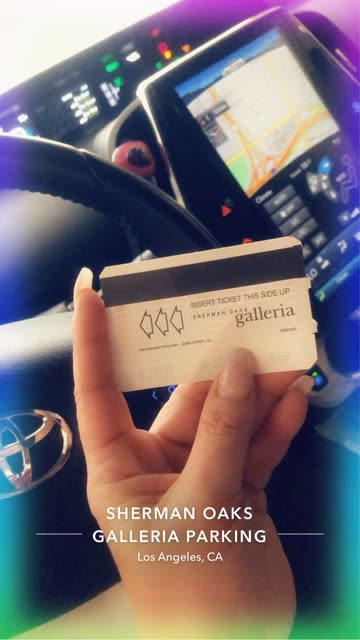 INSERT TICKET THIS SIDE UP
SHERMAN OAKS
galleria
SHERMAN OAKS
GALLERIA PARKING
Los Angeles, CA